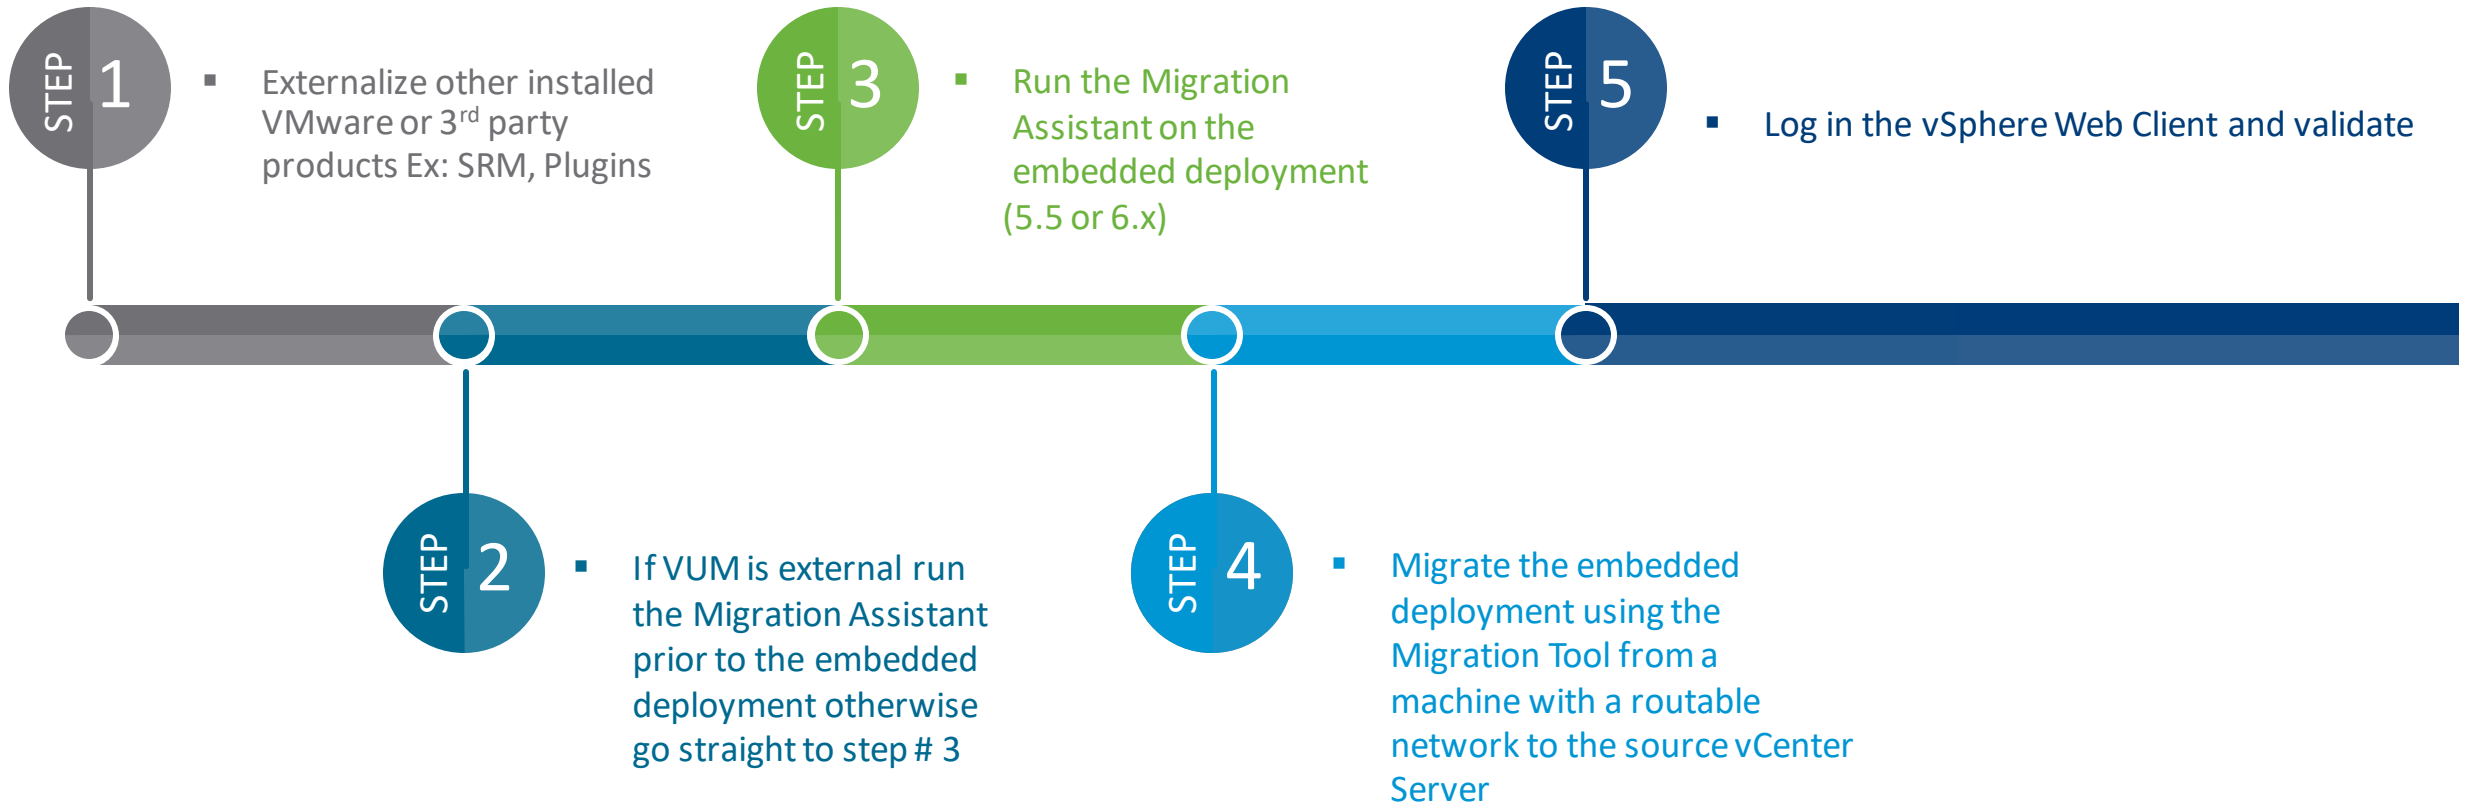 STEP 1
Externalize other installed
VMware or 3rd party
products Ex: SRM, Plugins
STEP 2
If VUM is external run
the Migration Assistant
prior to the embedded
deployment otherwise
go straight to step # 3
STEP 3
Run the Migration
Assistant on the
embedded deployment
(5.5 or 6.x)
STEP 4
Migrate the embedded
deployment using the
Migration Tool from a
machine with a routable
network to the source vCenter
Server
STEP 5
Log in the vSphere Web Client and validate